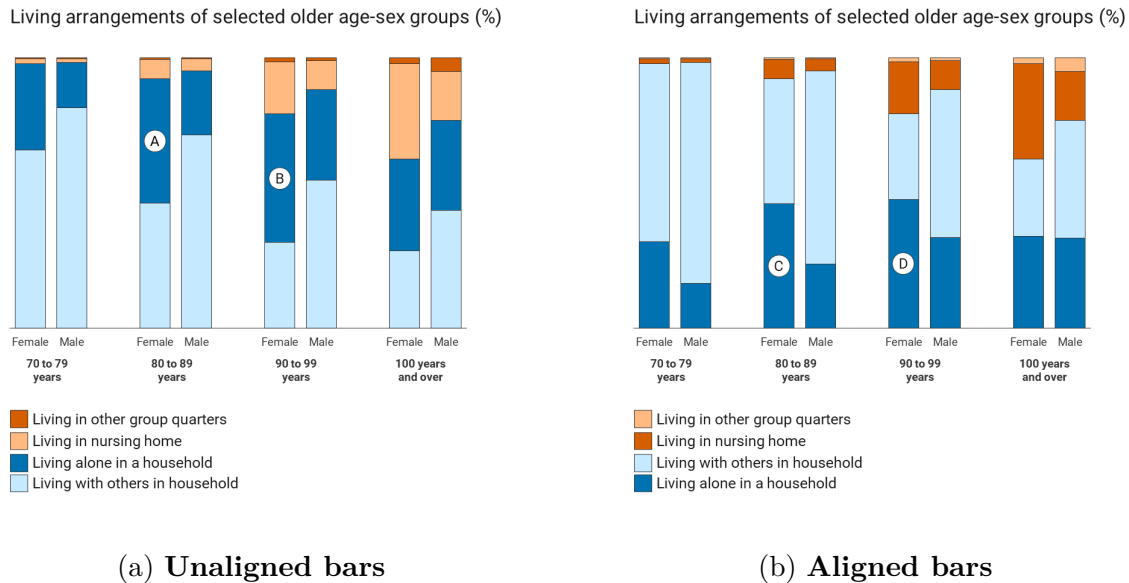 Living arrangements of selected older age-sex groups (%)
A
B
Female Male Female Male Female Male Female Male
70 to 79 80 to 89 90 to 99 100 years
years years years and over
Living in other group quarters
Living in nursing home
Living alone in a household
Living with others in household
(a) Unaligned bars
Living arrangements of selected older age-sex groups (%)
C
D
Female Male Female Male Female Male Female Male
70 to 79 80 to 89 90 to 99 100 years
years years years and over
Living in other group quarters
Living in nursing home
Living with others in household
Living alone in a household
(b) Aligned bars